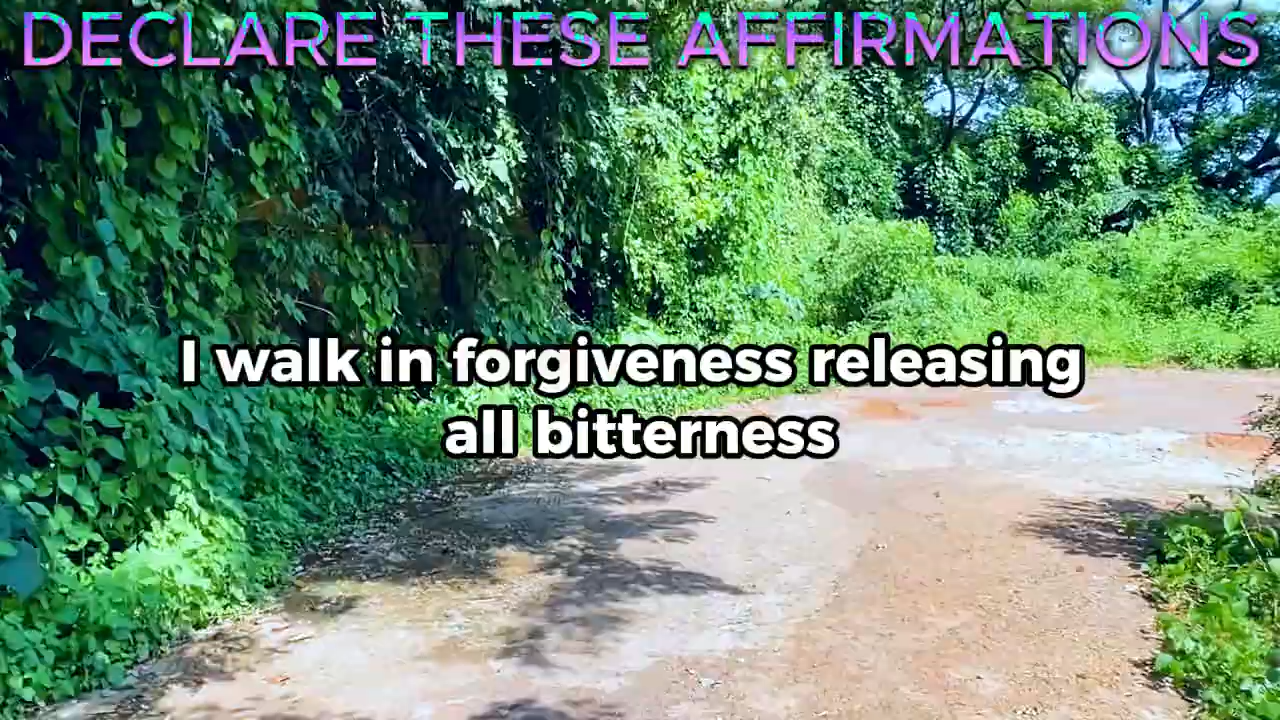 DECLARE THESE AFFIRMATIONS
I walk in forgiveness releasing
all bitterness